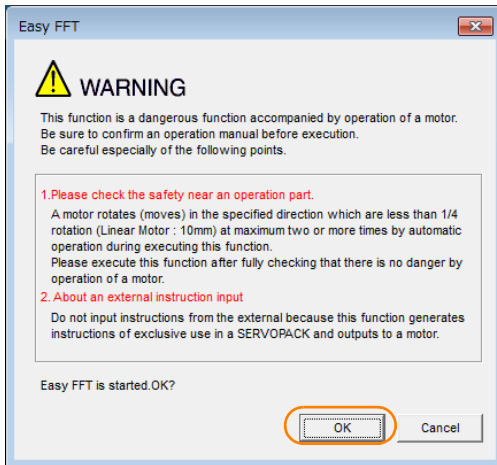 Easy FFT
WARNING
This function is a dangerous function accompanied by operation of a motor.
Be sure to confirm an operation manual before execution.
Be careful especially of the following points.
1.Please check the safety near an operation part.
A motor rotates (moves) in the specified direction which are less than 1/4
rotation (Linear Motor : 10mm) at maximum two or more times by automatic
operation during executing this function.
Please execute this function after fully checking that there is no danger by
operation of a motor.
2. About an external instruction input
Do not input instructions from the external because this function generates
instructions of exclusive use in a SERVOPACK and outputs to a motor.
Easy FFT is started.OK?
OK
Cancel